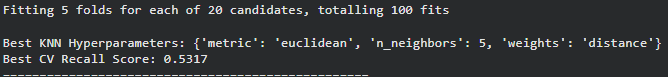 Fitting 5 folds for each of 20 candidates, totalling 100 fits
Best KNN Hyperparameters: {'metric': 'euclidean', 'n_neighbors': 5, 'weights': 'distance'}
Best CV Recall Score: 0.5317
--------------------------------------------------